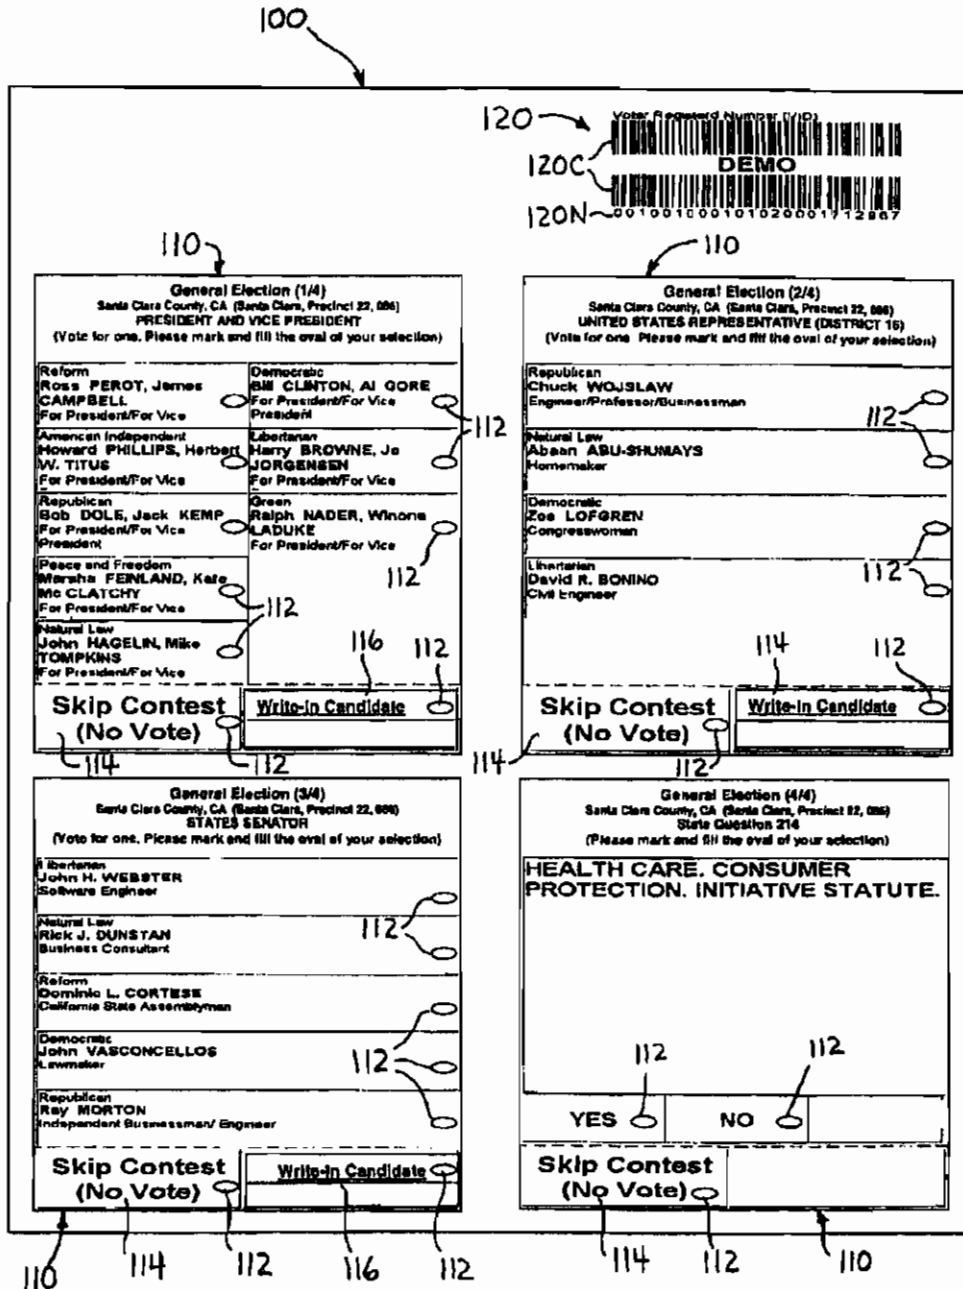 100
120
Voter Registerd Number (VID)
120C
DEMO
120N
110
110
General Election (1/4)
Santa Clara County, CA (Santa Clara, Precinct 22, 086)
PRESIDENT AND VICE PRESIDENT
(Vote for one. Please mark and fill the oval of your selection)
Reform
Ross PEROT, James
CAMPBELL
For President/For Vice
Democratic
Bill CLINTON, Al GORE
For President/For Vice
President
112
American Independent
Howard PHILLIPS, Herbert
W. TITUS
For President/For Vice
Libertarian
Harry BROWNE, Jo
JORGENSEN
For President/For Vice
Republican
Bob DOLE, Jack KEMP
For President/For Vice
President
Green
Ralph NADER, Winona
LADUKE
For President/For Vice
112
Peace and Freedom
Marsha FEINLAND, Kate
Mc CLATCHY
For President/For Vice
112
Natural Law
John HAGELIN, Mike
TOMPKINS
For President/For Vice
116
112
Skip Contest
(No Vote)
Write-in Candidate
114
112
General Election (2/4)
Santa Clara County, CA (Santa Clara, Precinct 22, 086)
UNITED STATES REPRESENTATIVE (DISTRICT 16)
(Vote for one Please mark and fill the oval of your selection)
Republican
Chuck WOJSLAW
Engineer/Professor/Businessman
112
Natural Law
Abaan ABU-SHUMAYS
Homemaker
Democratic
Zoe LOFGREN
Congresswoman
112
Libertarian
David R. BONINO
Civil Engineer
114
112
Skip Contest
(No Vote)
Write-in Candidate
114
112
General Election (3/4)
Santa Clara County, CA (Santa Clara, Precinct 22, 086)
STATES SENATOR
(Vote for one. Please mark and fill the oval of your selection)
Libertarian
John H. WEBSTER
Software Engineer
112
Natural Law
Rick J. DUNSTAN
Business Consultant
Reform
Dominic L. CORTESE
California State Assemblyman
Democratic
John VASCONCELLOS
Lawmaker
112
Republican
Ray MORTON
Independent Businessman/ Engineer
Skip Contest
(No Vote)
Write-in Candidate
110
114
112
116
112
General Election (4/4)
Santa Clara County, CA (Santa Clara, Precinct 22, 086)
State Question 214
(Please mark and fill the oval of your selection)
HEALTH CARE. CONSUMER
PROTECTION. INITIATIVE STATUTE.
112
112
YES
NO
Skip Contest
(No Vote)
114
112
110